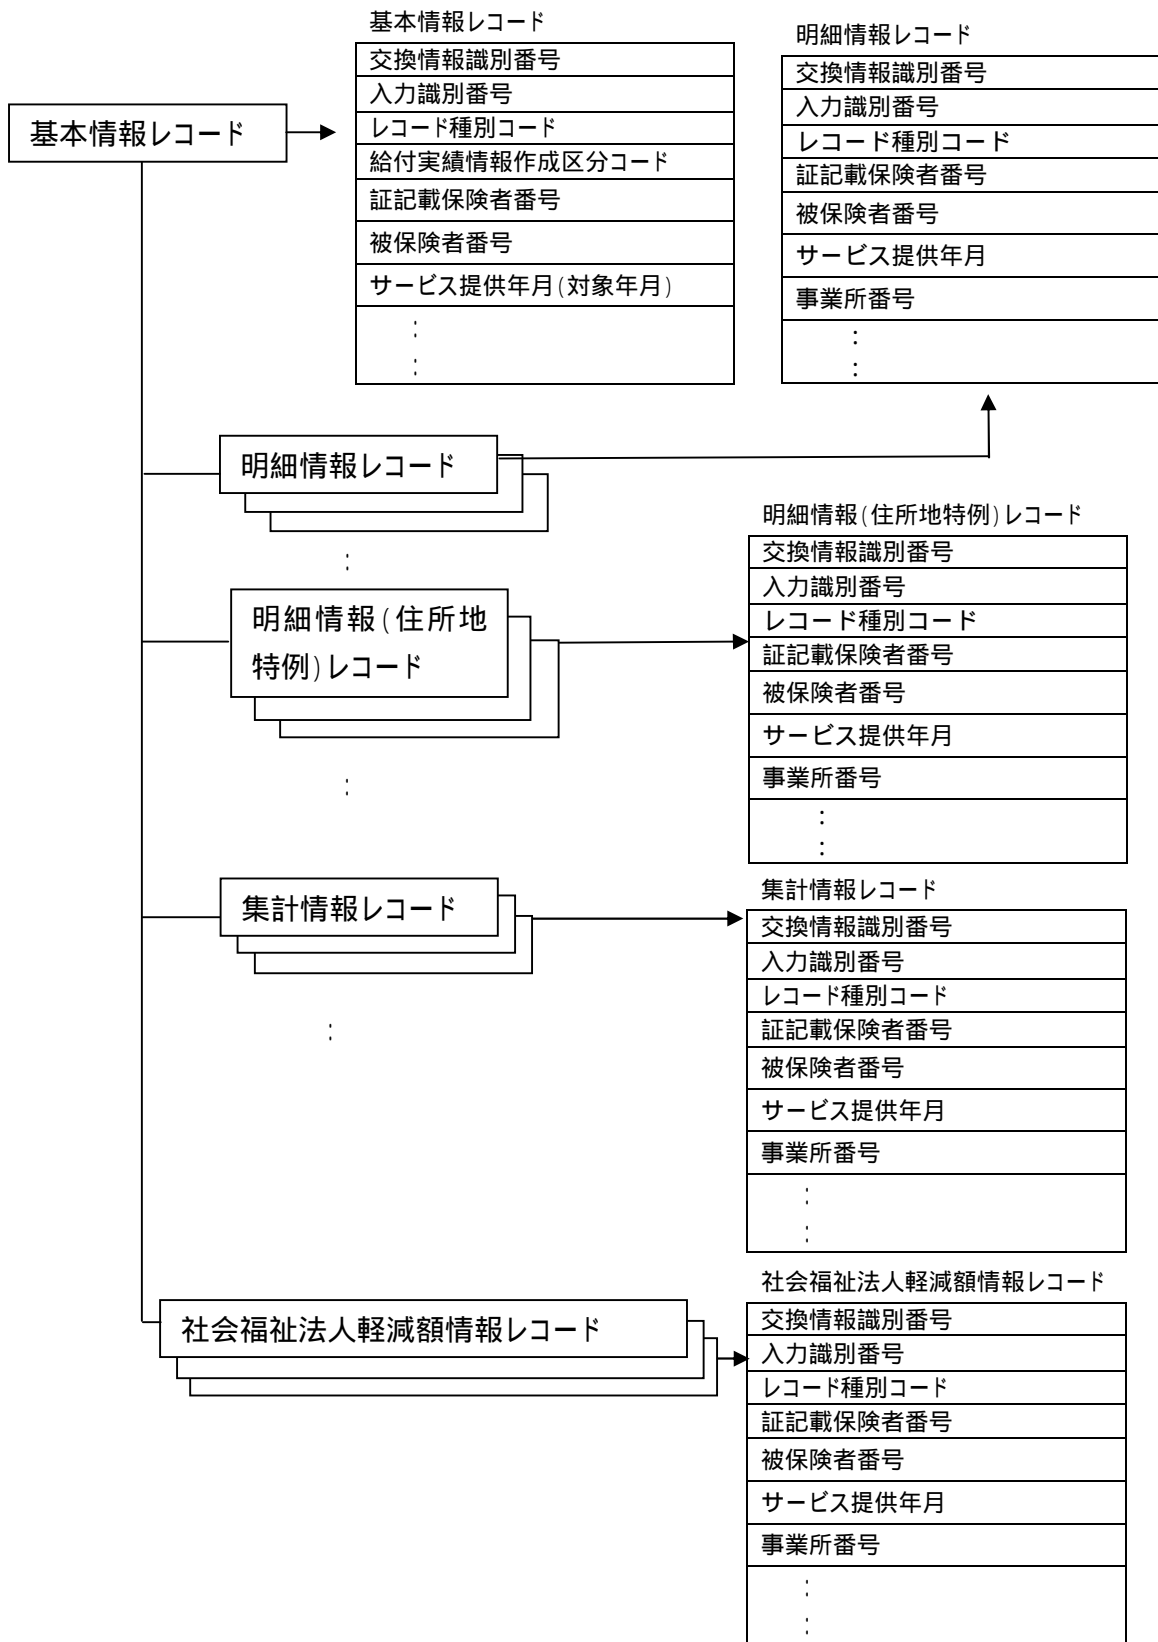 基本情報レコード
基本情報レコード
交換情報識別番号
入力識別番号
レコード種別コード
給付実績情報作成区分コード
証記載保険者番号
被保険者番号
サービス提供年月(対象年月)
:
:
明細情報レコード
交換情報識別番号
入力識別番号
レコード種別コード
証記載保険者番号
被保険者番号
サービス提供年月
事業所番号
:
:
明細情報レコード
:
明細情報(住所地特例)レコード
交換情報識別番号
入力識別番号
レコード種別コード
証記載保険者番号
被保険者番号
サービス提供年月
事業所番号
:
:
明細情報(住所地
特例)レコード
:
集計情報レコード
集計情報レコード
交換情報識別番号
入力識別番号
レコード種別コード
証記載保険者番号
被保険者番号
サービス提供年月
事業所番号
:
:
:
社会福祉法人軽減額情報レコード
社会福祉法人軽減額情報レコード
交換情報識別番号
入力識別番号
レコード種別コード
証記載保険者番号
被保険者番号
サービス提供年月
事業所番号
:
: